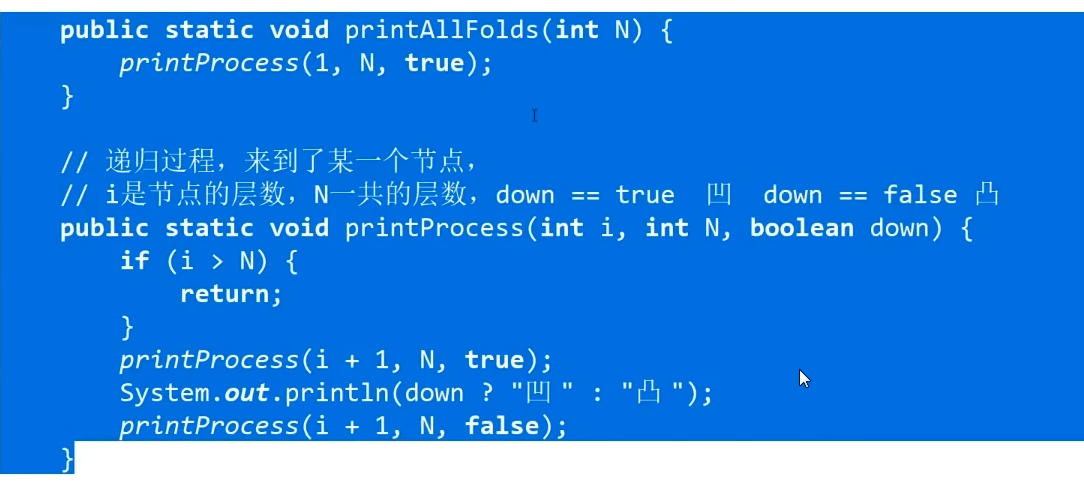 public static void printAllFolds(int N) {
printProcess(1, N, true);
}
// 递归过程，来到了某一个节点，
// i是节点的层数，N一共的层数，down == true 凹 down == false 凸
public static void printProcess(int i, int N, boolean down) {
if (i > N) {
return;
}
printProcess(i + 1, N, true);
System.out.println(down ? "凹 " : "凸 ");
printProcess(i + 1, N, false);
}